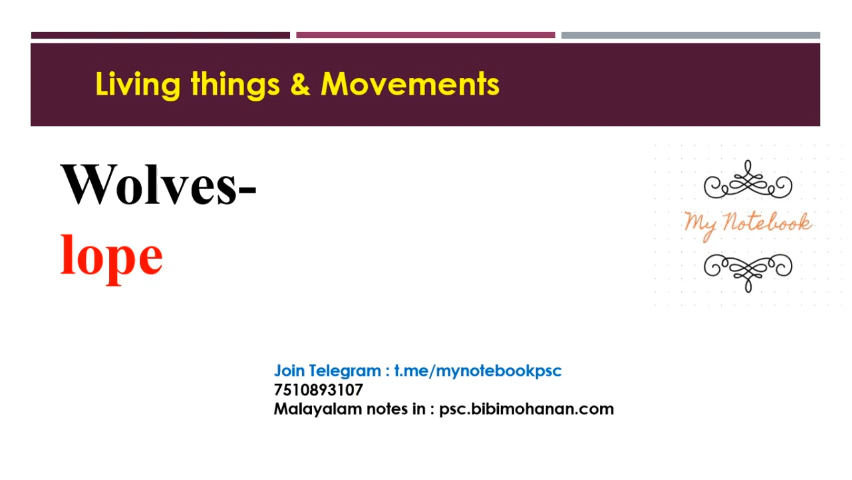 Living things & Movements
Wolves-
lope
My Notebook
Join Telegram : t.me/mynotebookpsc
7510893107
Malayalam notes in : psc.bibimohanan.com